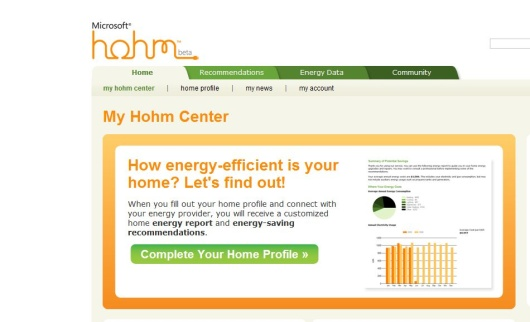 Microsoft®
hohm™
beta
Home
Recommendations
Energy Data
Community
my hohm center | home profile | my news | my account
My Hohm Center
How energy-efficient is your
home? Let's find out!
When you fill out your home profile and connect with
your energy provider, you will receive a customized
home energy report and energy-saving
recommendations.
Complete Your Home Profile »